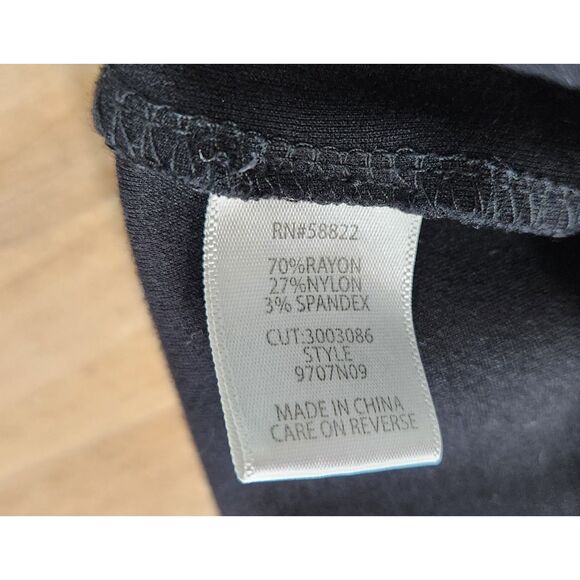 RN#58822
70%RAYON
27%NYLON
3% SPANDEX
CUT:3003086
STYLE
9707N09
MADE IN CHINA
CARE ON REVERSE